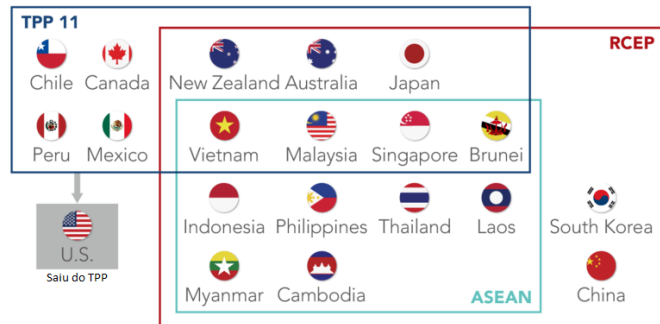 TPP 11
RCEP
Chile Canada New Zealand Australia Japan
Peru Mexico Vietnam Malaysia Singapore Brunei
Indonesia Philippines Thailand Laos South Korea
U.S.
Saiu do TPP
Myanmar Cambodia ASEAN China